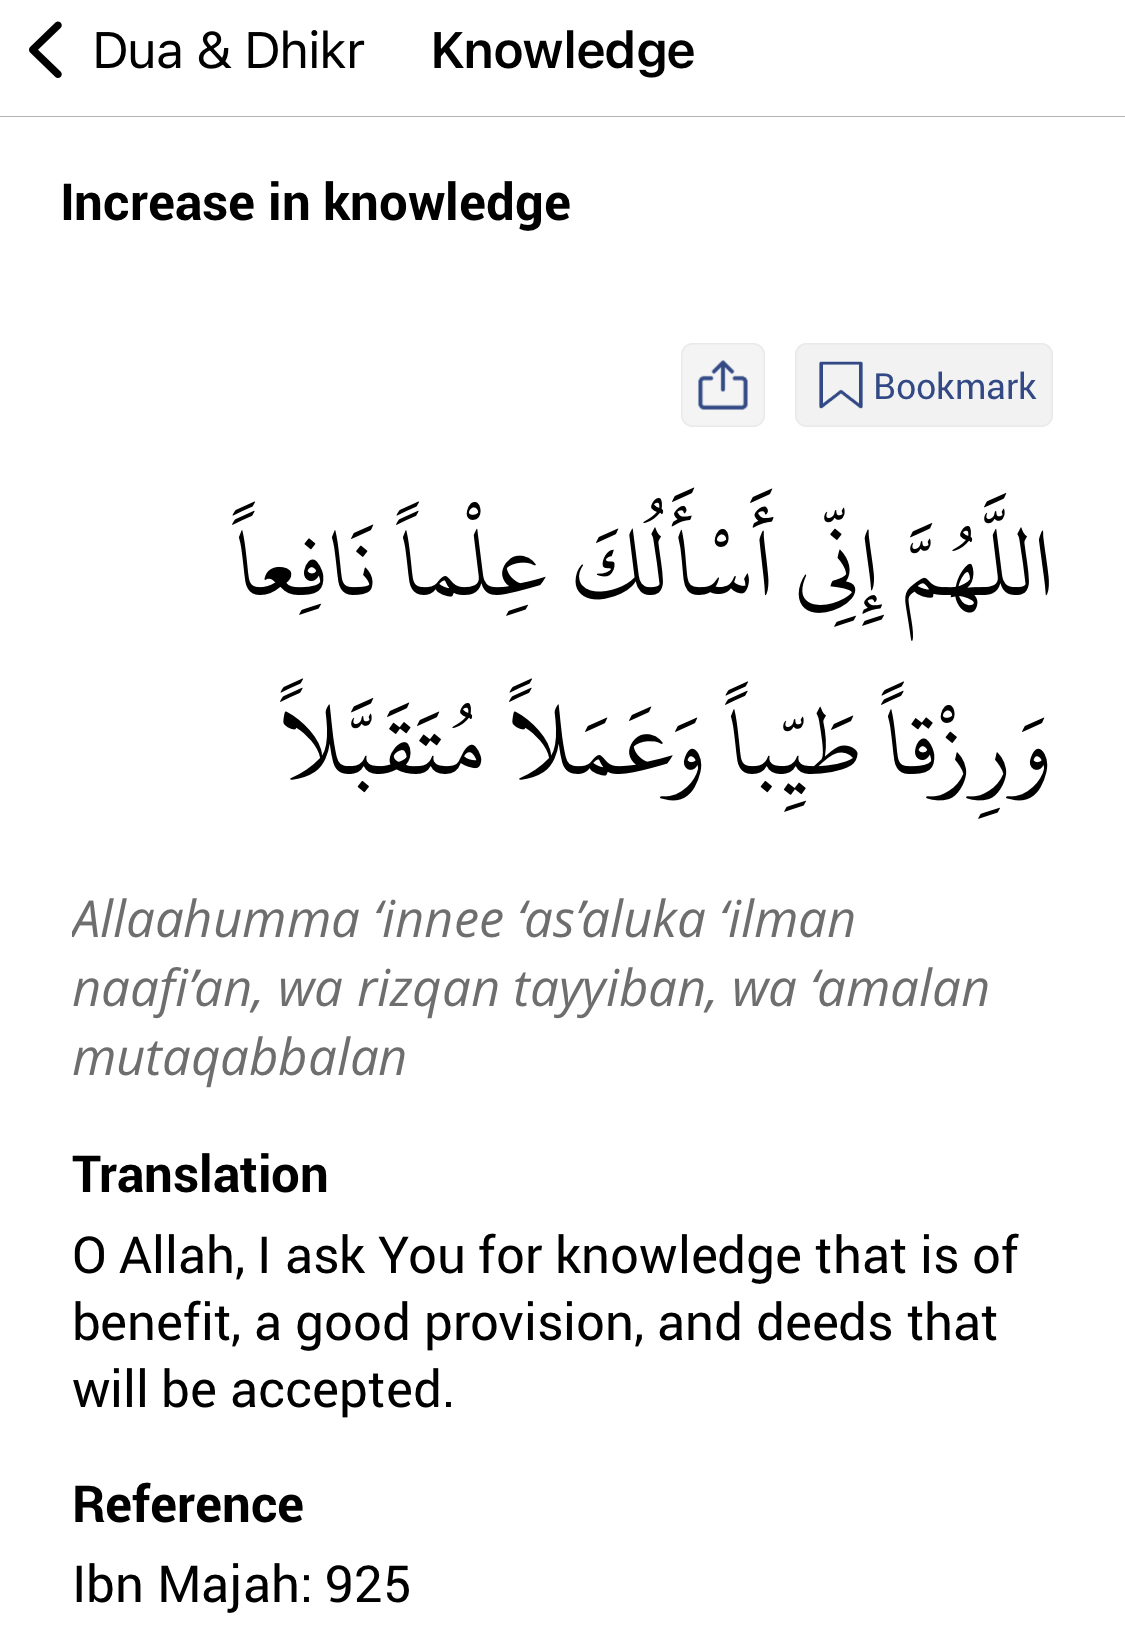 Dua & Dhikr Knowledge
Increase in knowledge
Bookmark
اللَّهُمَّ إِنِّى أَسْأَلُكَ عِلْماً نَافِعاً
وَرِزْقاً طَيِّباً وَعَمَلاً مُتَقَبَّلاً
Allaahumma ‘innee ‘as’aluka ‘ilman
naafi’an, wa rizqan tayyiban, wa ‘amalan
mutaqabbalan
Translation
O Allah, I ask You for knowledge that is of
benefit, a good provision, and deeds that
will be accepted.
Reference
Ibn Majah: 925